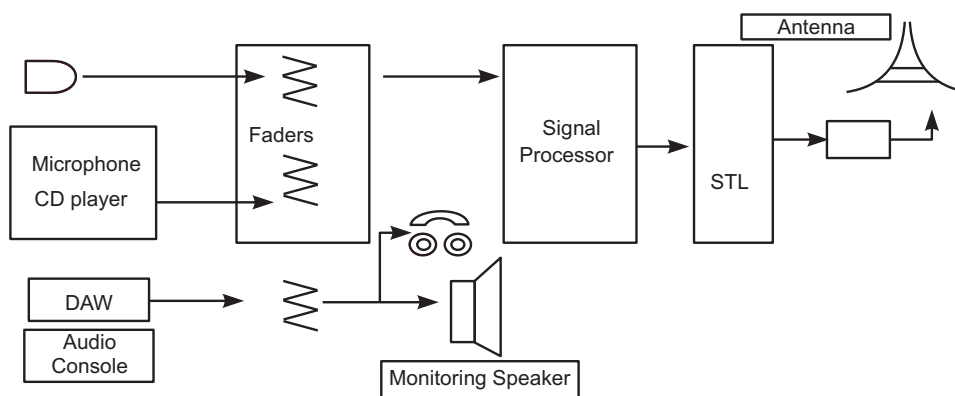 Antenna
Faders
Microphone
CD player
Signal
Processor
STL
DAW
Audio
Console
Monitoring Speaker